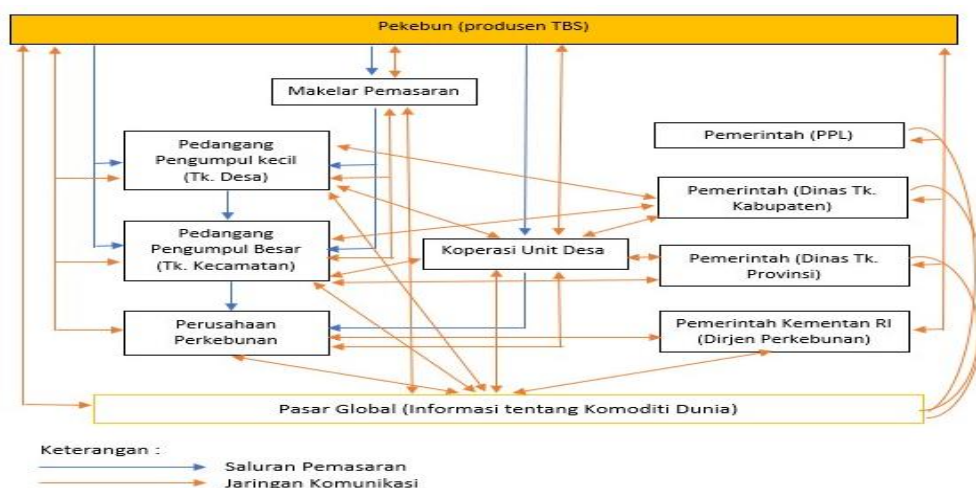 Pekebun (produsen TBS)
Makelar Pemasaran
Pedangang
Pengumpul kecil
(Tk. Desa)
Pemerintah (PPL)
Pemerintah (Dinas Tk.
Kabupaten)
Pedangang
Pengumpul Besar
(Tk. Kecamatan)
Koperasi Unit Desa
Pemerintah (Dinas Tk.
Provinsi)
Perusahaan
Perkebunan
Pemerintah Kementan RI
(Dirjen Perkebunan)
Pasar Global (Informasi tentang Komoditi Dunia)
Keterangan :
Saluran Pemasaran
Jaringan Komunikasi